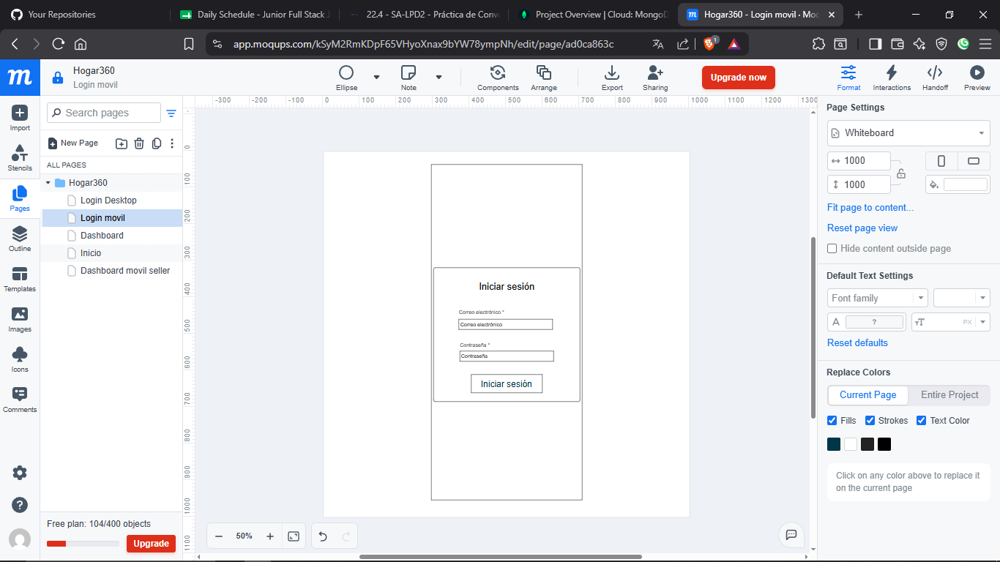 Your Repositories
Daily Schedule - Junior Full Stack
22.4 - SA-LPD2 - Práctica de Conve
Project Overview | Cloud: MongoD
Hogar360 - Login movil · Moc
app.moqups.com/kSyM2RmKDpF65VHyoXnax9bYW78ympNh/edit/page/ad0ca863c
1
m
Hogar360
Login movil
Ellipse
Note
Components
Arrange
Export
Sharing
Upgrade now
Format
Interactions
Handoff
Preview
Import
Stencils
Pages
Outline
Templates
Images
Icons
Comments
Search pages
New Page
ALL PAGES
Hogar360
Login Desktop
Login movil
Dashboard
Inicio
Dashboard movil seller
Free plan: 104/400 objects
Upgrade
-300 -200 -100 0 100 200 300 400 500 600 700 800 900 1000 1100 1200 1300
0
100
200
300
400
500
600
700
800
900
1000
1100
Iniciar sesión
Correo electrónico *
Correo electrónico
Contraseña *
Contraseña
Iniciar sesión
50%
Page Settings
Whiteboard
1000
1000
Fit page to content...
Reset page view
Hide content outside page
Default Text Settings
Font family
?
PX
Reset defaults
Replace Colors
Current Page
Entire Project
Fills
Strokes
Text Color
Click on any color above to replace it
on the current page